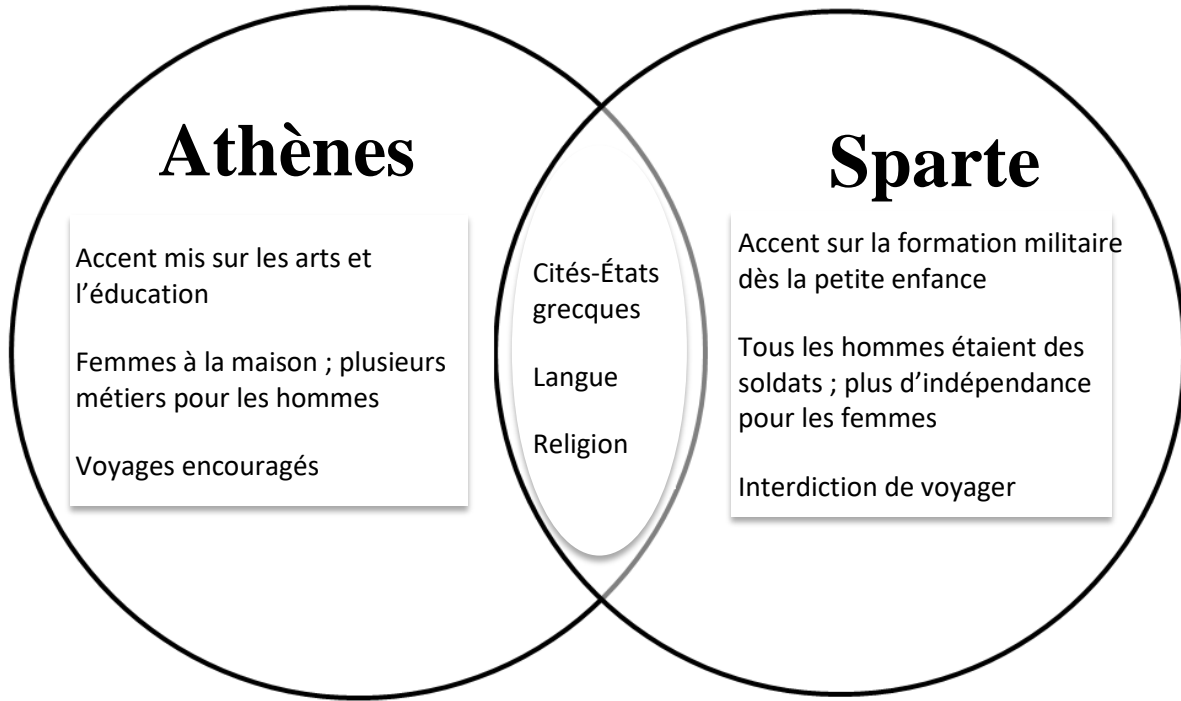 Athènes
Accent mis sur les arts et
l’éducation
Femmes à la maison ; plusieurs
métiers pour les hommes
Voyages encouragés
Cités-États
grecques
Langue
Religion
Sparte
Accent sur la formation militaire
dès la petite enfance
Tous les hommes étaient des
soldats ; plus d’indépendance
pour les femmes
Interdiction de voyager